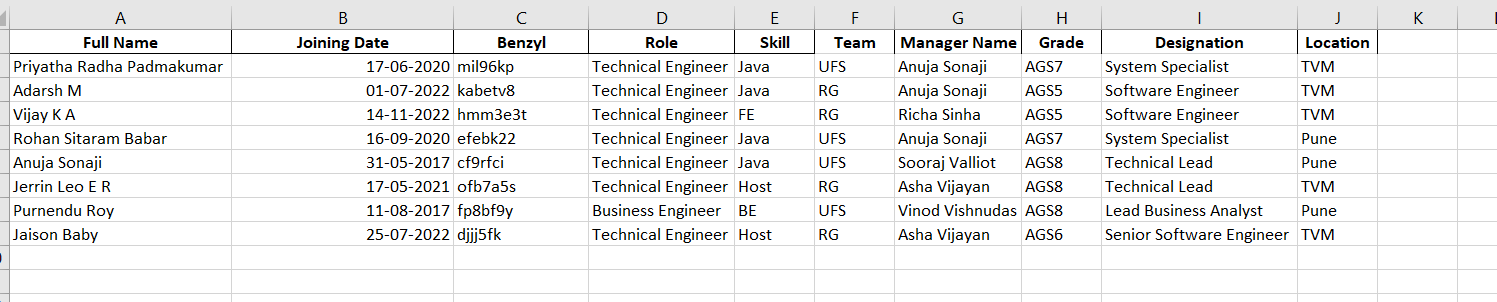 A B C D E F G H I J K
Full Name Joining Date Benzyl Role Skill Team Manager Name Grade Designation Location
Priyatha Radha Padmakumar 17-06-2020 mil96kp Technical Engineer Java UFS Anuja Sonaji AGS7 System Specialist TVM
Adarsh M 01-07-2022 kabetv8 Technical Engineer Java RG Anuja Sonaji AGS5 Software Engineer TVM
Vijay K A 14-11-2022 hmm3e3t Technical Engineer FE RG Richa Sinha AGS5 Software Engineer TVM
Rohan Sitaram Babar 16-09-2020 efebk22 Technical Engineer Java UFS Anuja Sonaji AGS7 System Specialist Pune
Anuja Sonaji 31-05-2017 cf9rfci Technical Engineer Java UFS Sooraj Valliot AGS8 Technical Lead Pune
Jerrin Leo E R 17-05-2021 ofb7a5s Technical Engineer Host RG Asha Vijayan AGS8 Technical Lead TVM
Purnendu Roy 11-08-2017 fp8bf9y Business Engineer BE UFS Vinod Vishnudas AGS8 Lead Business Analyst Pune
Jaison Baby 25-07-2022 djjj5fk Technical Engineer Host RG Asha Vijayan AGS6 Senior Software Engineer TVM